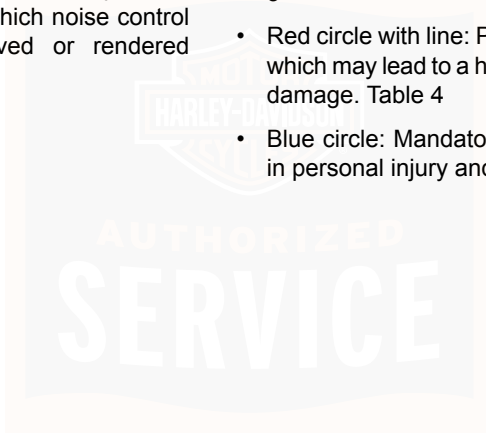 hich noise control
ved or rendered
Red circle with line:
which may lead to a h
damage. Table 4
Blue circle: Mandato
in personal injury and
MOTOR
HARLEY-DAVIDSON
CYCLES
AUTHORIZED
SERVICE